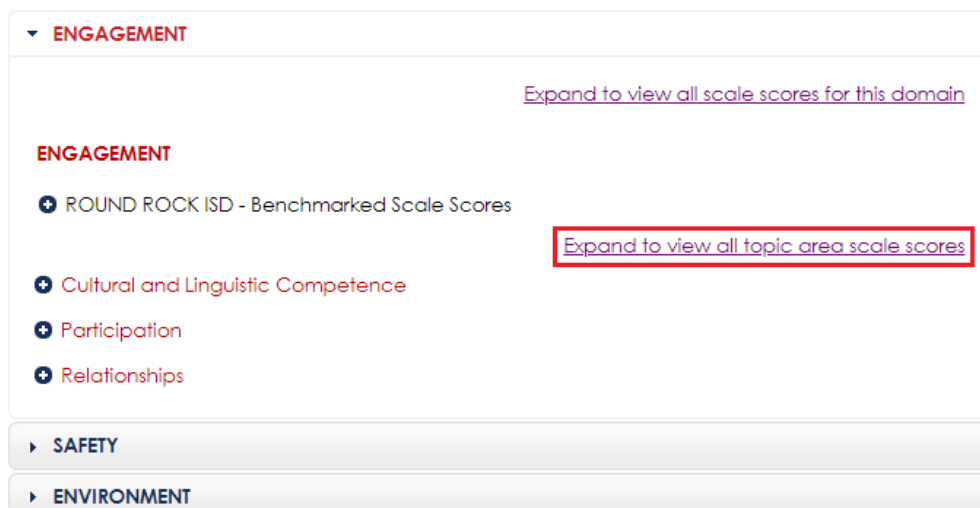 ENGAGEMENT
Expand to view all scale scores for this domain
ENGAGEMENT
ROUND ROCK ISD - Benchmarked Scale Scores
Expand to view all topic area scale scores
Cultural and Linguistic Competence
Participation
Relationships
SAFETY
ENVIRONMENT